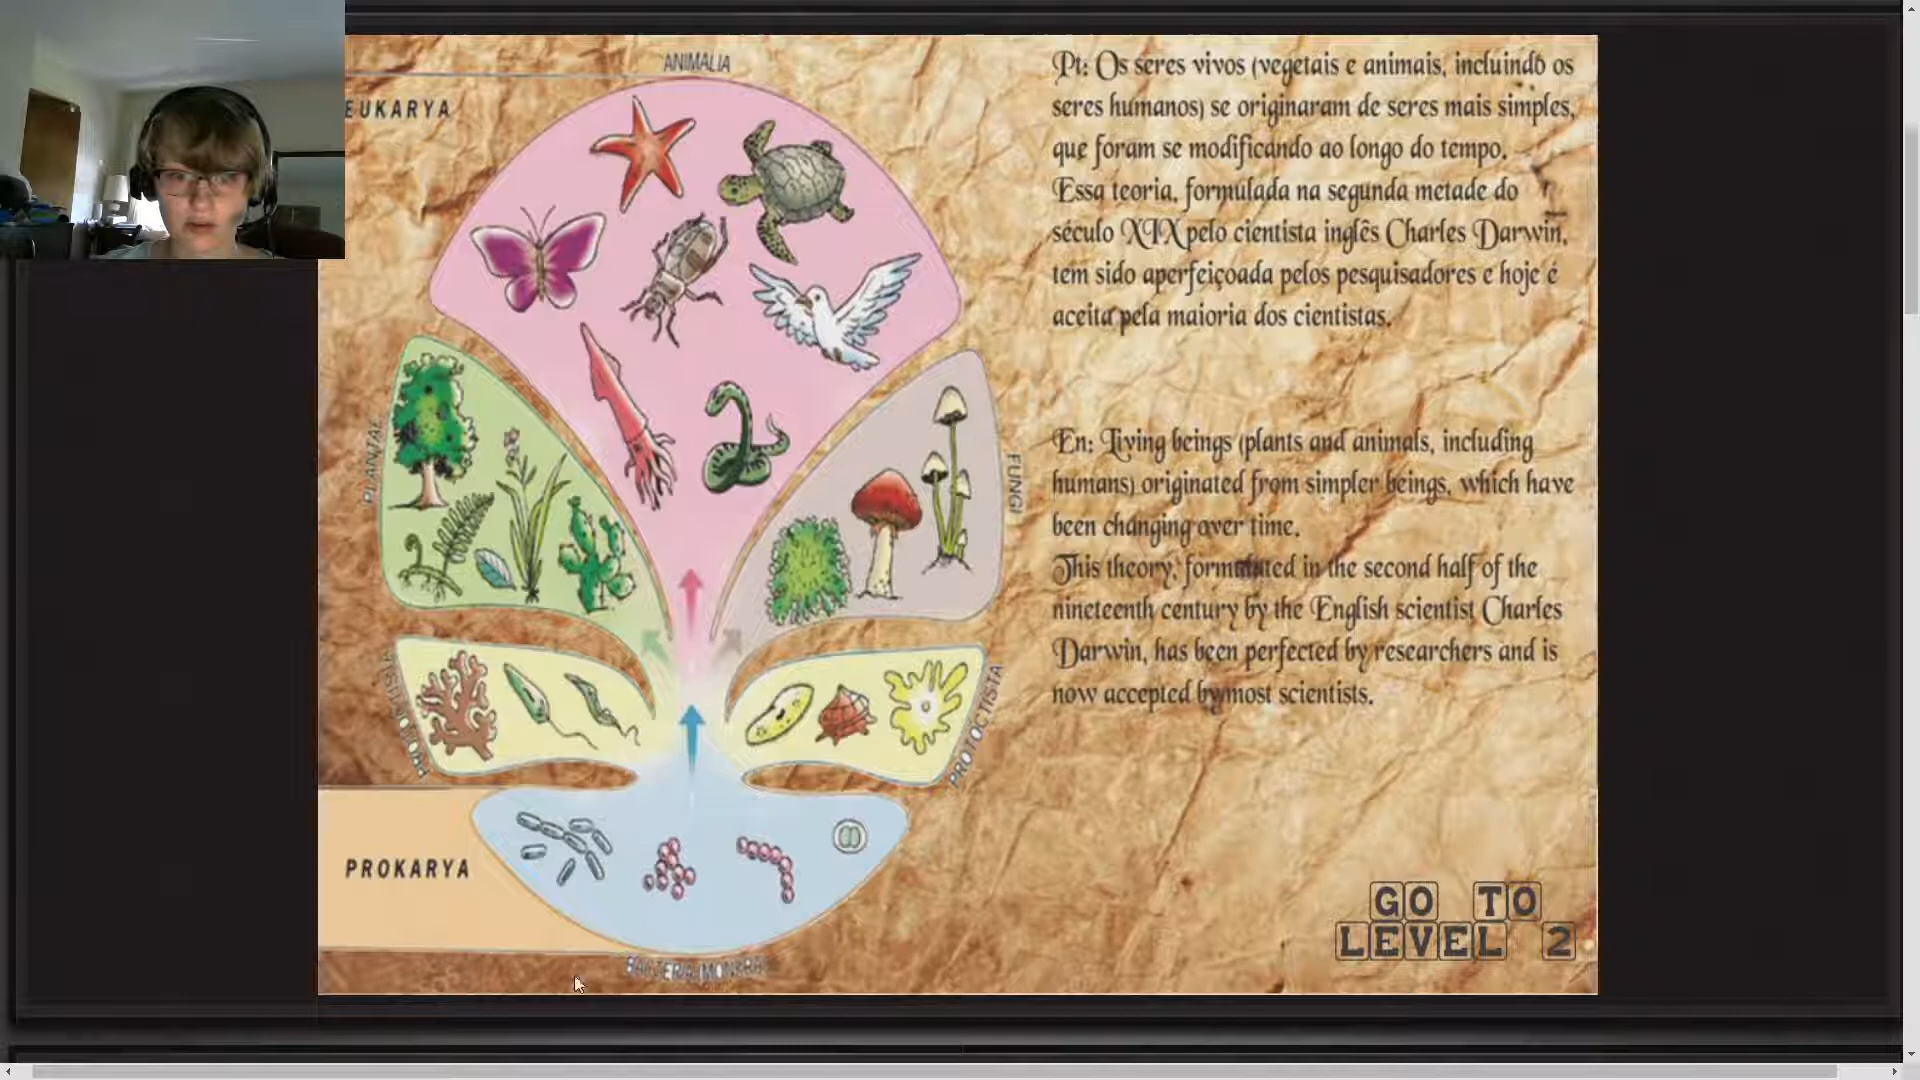 ANIMALIA
EUKARYA
PLANTAE
FUNGI
PROTOCTISTA
PROTOCTISTA
PROKARYA
Pt: Os seres vivos (vegetais e animais, incluindo os
seres humanos) se originaram de seres mais simples,
que foram se modificando ao longo do tempo.
Essa teoria, formulada na segunda metade do
século XIX pelo cientista inglês Charles Darwin,
tem sido aperfeiçoada pelos pesquisadores e hoje é
aceita pela maioria dos cientistas.
En: Living beings (plants and animals, including
humans) originated from simpler beings, which have
been changing over time.
This theory, formulated in the second half of the
nineteenth century by the English scientist Charles
Darwin, has been perfected by researchers and is
now accepted by most scientists.
GO TO
LEVEL 2